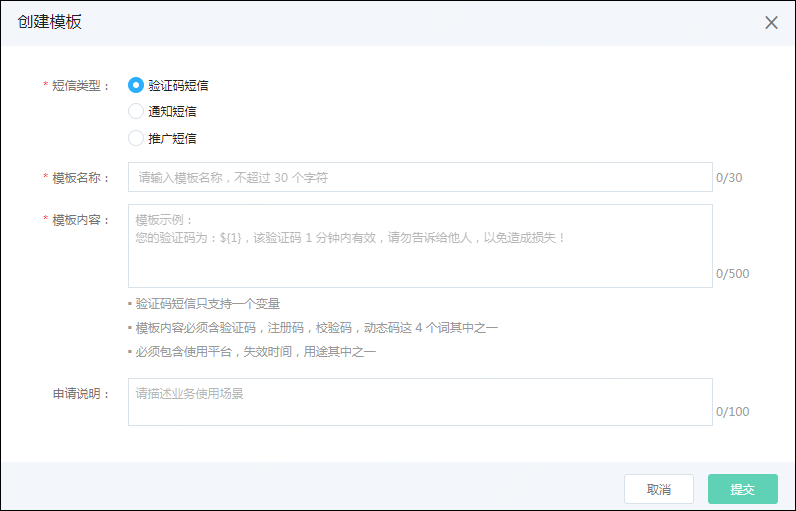 创建模板
* 短信类型：
验证码短信
通知短信
推广短信
* 模板名称：
请输入模板名称，不超过 30 个字符
0/30
* 模板内容：
模板示例：
您的验证码为：${1}，该验证码 1 分钟内有效，请勿告诉给他人，以免造成损失！
0/500
▪ 验证码短信只支持一个变量
▪ 模板内容必须含验证码，注册码，校验码，动态码这 4 个词其中之一
▪ 必须包含使用平台，失效时间，用途其中之一
申请说明：
请描述业务使用场景
0/100
取消
提交